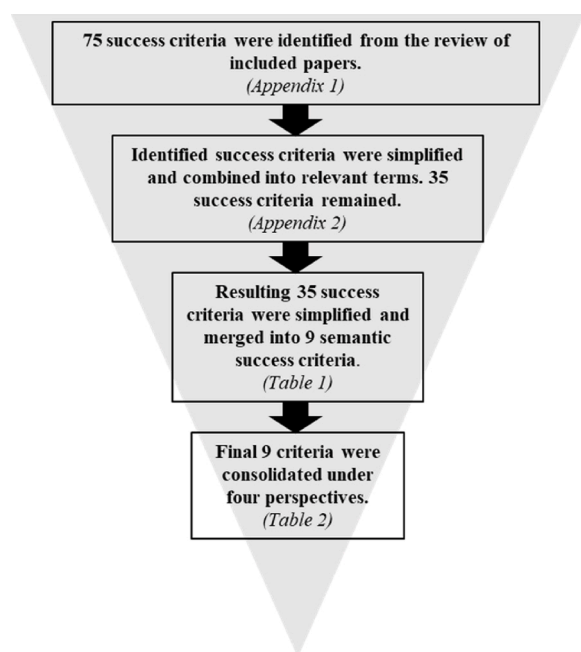 75 success criteria were identified from the review of
included papers.
(Appendix 1)
Identified success criteria were simplified
and combined into relevant terms. 35
success criteria remained.
(Appendix 2)
Resulting 35 success
criteria were simplified and
merged into 9 semantic
success criteria.
(Table 1)
Final 9 criteria were
consolidated under
four perspectives.
(Table 2)